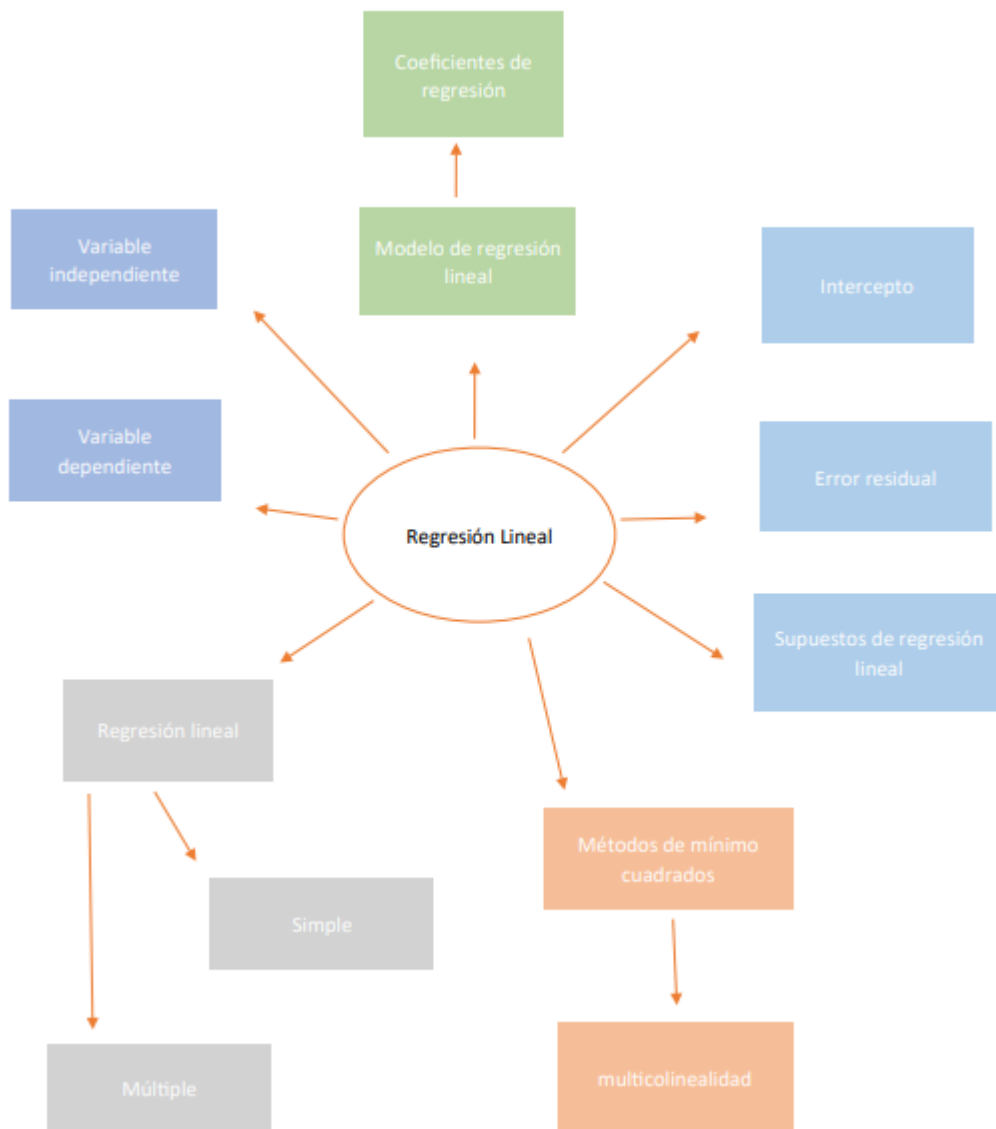 Coeficientes de
regresión
Variable
independiente
Modelo de regresión
lineal
Intercepto
Variable
dependiente
Error residual
Regresión Lineal
Supuestos de regresión
lineal
Regresión lineal
Métodos de mínimo
cuadrados
Simple
Múltiple
multicolinealidad